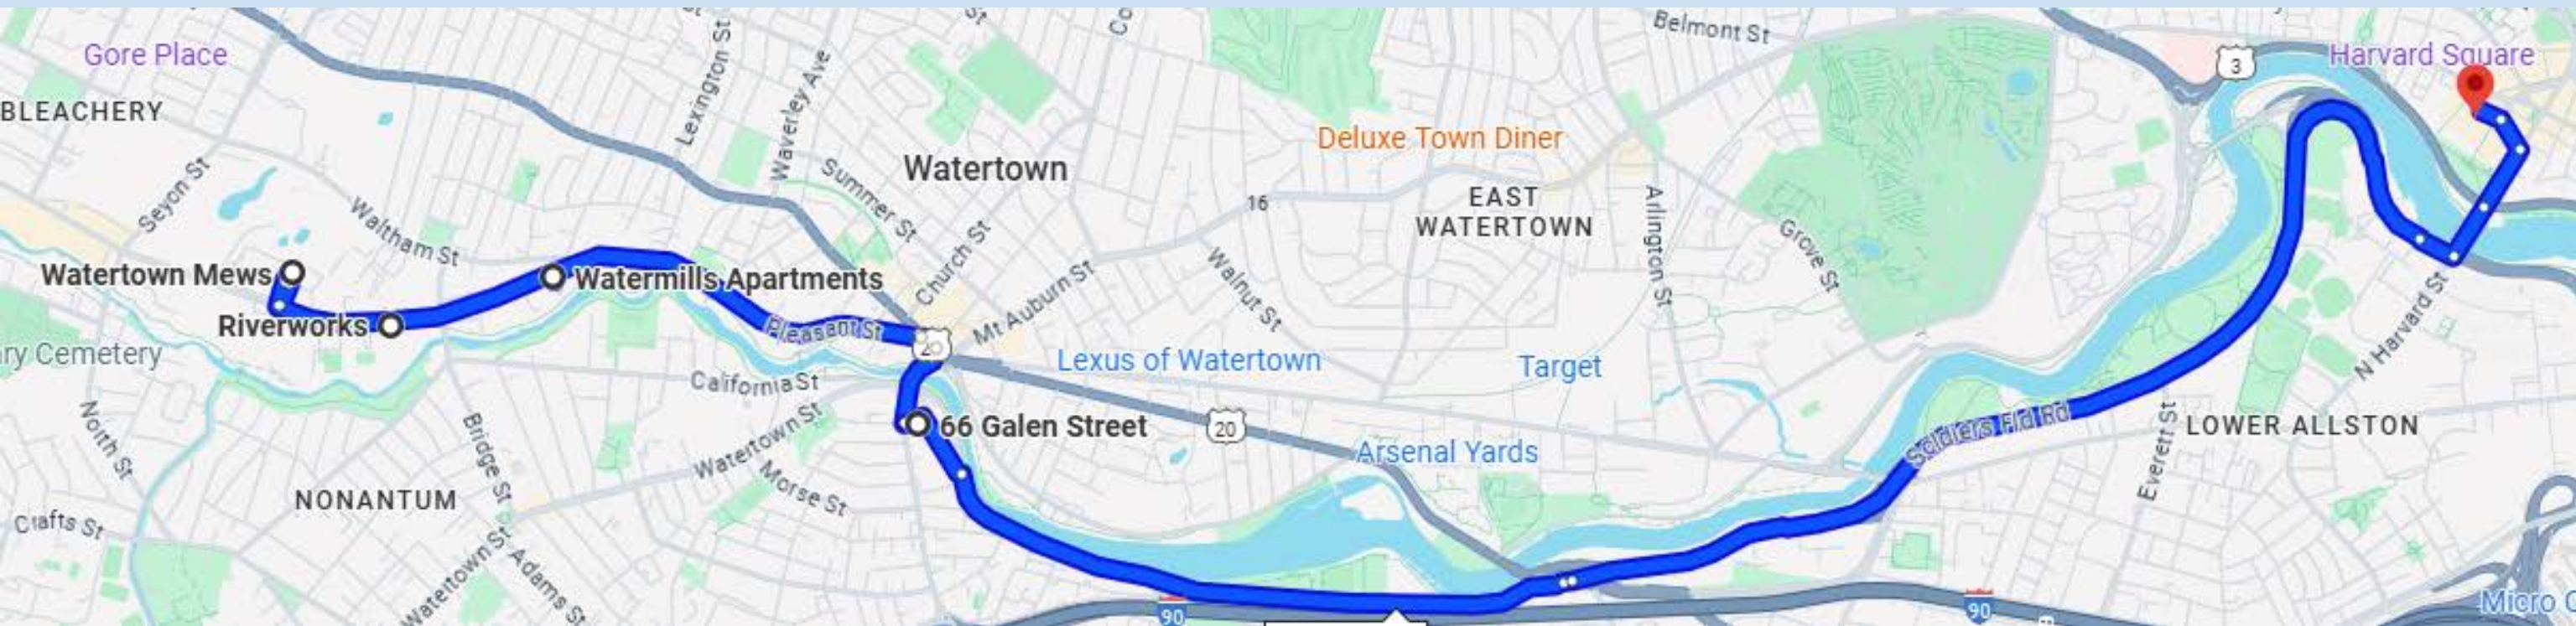 Gore Place
BLEACHERY
Seyon St
Waltham St
Lexington St
Waverley Ave
Summer St
Watertown
Church St
Mt Auburn St
Walnut St
16
Deluxe Town Diner
Belmont St
EAST
WATERTOWN
Arlington St
Grove St
3
Harvard Square
Watertown Mews
Riverworks
Watermills Apartments
Pleasant St
ry Cemetery
California St
Watertown St
Morse St
66 Galen Street
Lexus of Watertown
20
Target
Arsenal Yards
Soldiers Fld Rd
N Harvard St
Everett St
LOWER ALLSTON
North St
Bridge St
NONANTUM
Crafts St
Watertown St
Adams St
90
90
Micro C